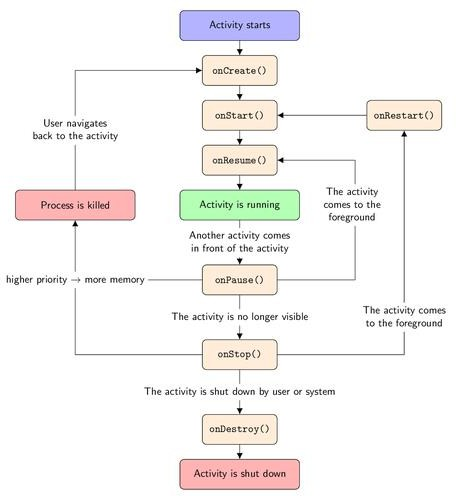 Activity starts
onCreate()
onStart()
onRestart()
onResume()
User navigates
back to the activity
Process is killed
Activity is running
The activity
comes to the
foreground
Another activity comes
in front of the activity
higher priority → more memory
onPause()
The activity is no longer visible
The activity comes
to the foreground
onStop()
The activity is shut down by user or system
onDestroy()
Activity is shut down